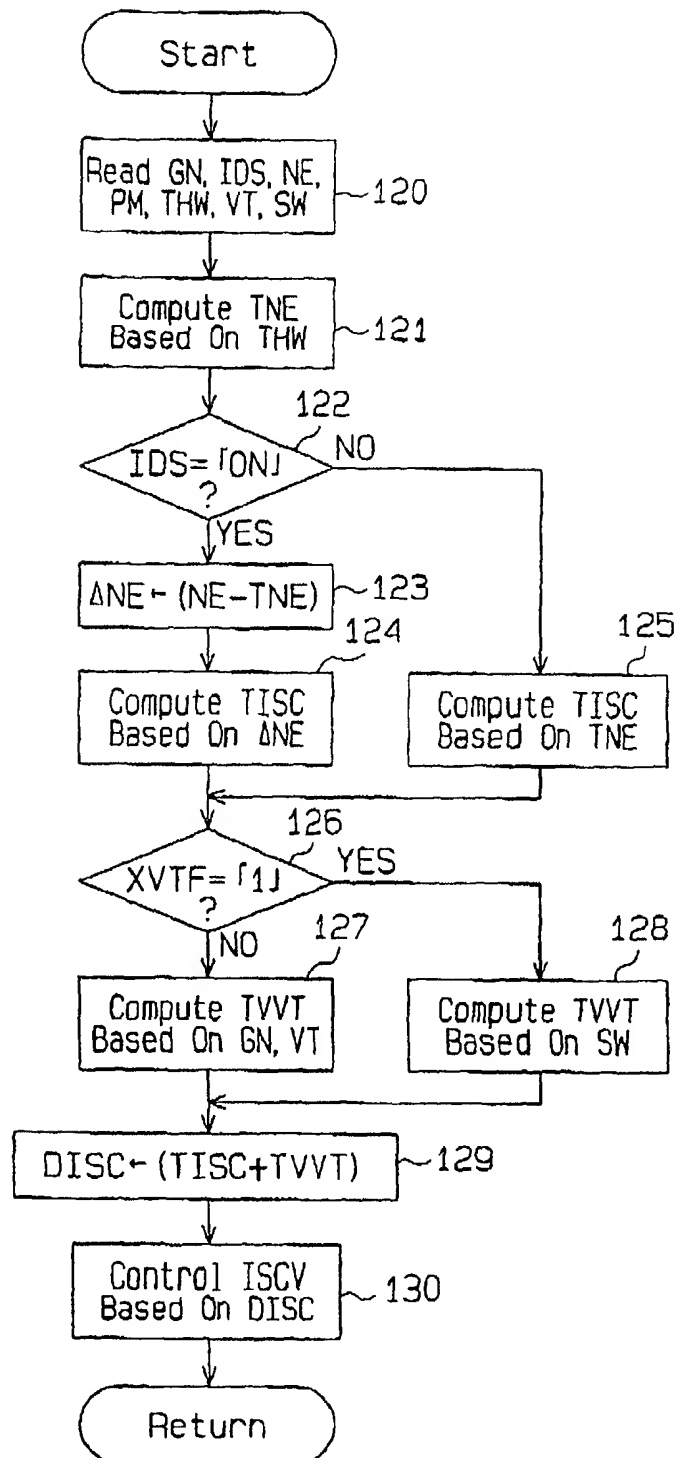 Start
Read GN, IDS, NE,
PM, THW, VT, SW
120
Compute TNE
Based On THW
121
122
IDS=「ON」
?
NO
YES
ΔNE←(NE-TNE)
123
124
Compute TISC
Based On ΔNE
125
Compute TISC
Based On TNE
126
XVTF=「1」
?
YES
NO
127
Compute TVVT
Based On GN, VT
128
Compute TVVT
Based On SW
DISC←(TISC+TVVT)
129
Control ISCV
Based On DISC
130
Return